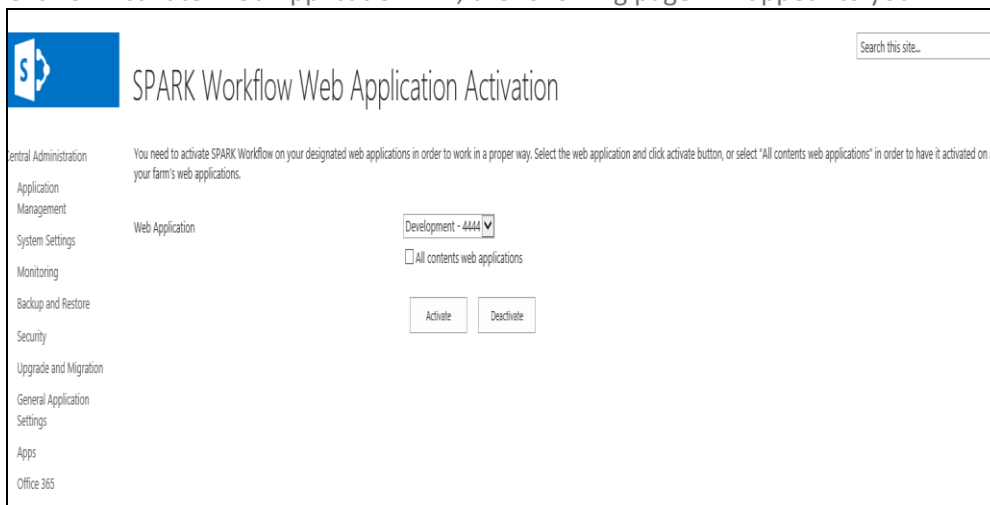 Search this site...
S
SPARK Workflow Web Application Activation
Central Administration
Application
Management
System Settings
Monitoring
Backup and Restore
Security
Upgrade and Migration
General Application
Settings
Apps
Office 365
You need to activate SPARK Workflow on your designated web applications in order to work in a proper way. Select the web application and click activate button, or select "All contents web applications" in order to have it activated on
your farm's web applications.
Web Application
Development - 4444
All contents web applications
Activate
Deactivate